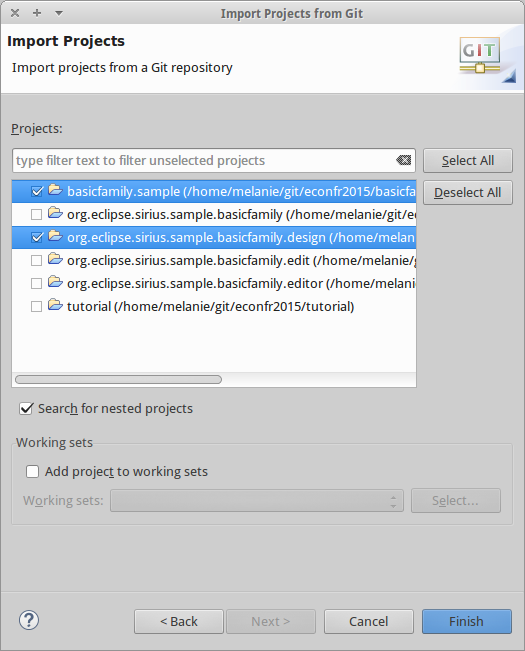 Import Projects from Git
Import Projects
Import projects from a Git repository
GIT
Projects:
type filter text to filter unselected projects
Select All
basicfamily.sample (/home/melanie/git/econfr2015/basicfa
Deselect All
org.eclipse.sirius.sample.basicfamily (/home/melanie/git/e
org.eclipse.sirius.sample.basicfamily.design (/home/melan
org.eclipse.sirius.sample.basicfamily.edit (/home/melanie/
org.eclipse.sirius.sample.basicfamily.editor (/home/melani
tutorial (/home/melanie/git/econfr2015/tutorial)
Search for nested projects
Working sets
Add project to working sets
Working sets:
Select...
?
< Back
Next >
Cancel
Finish